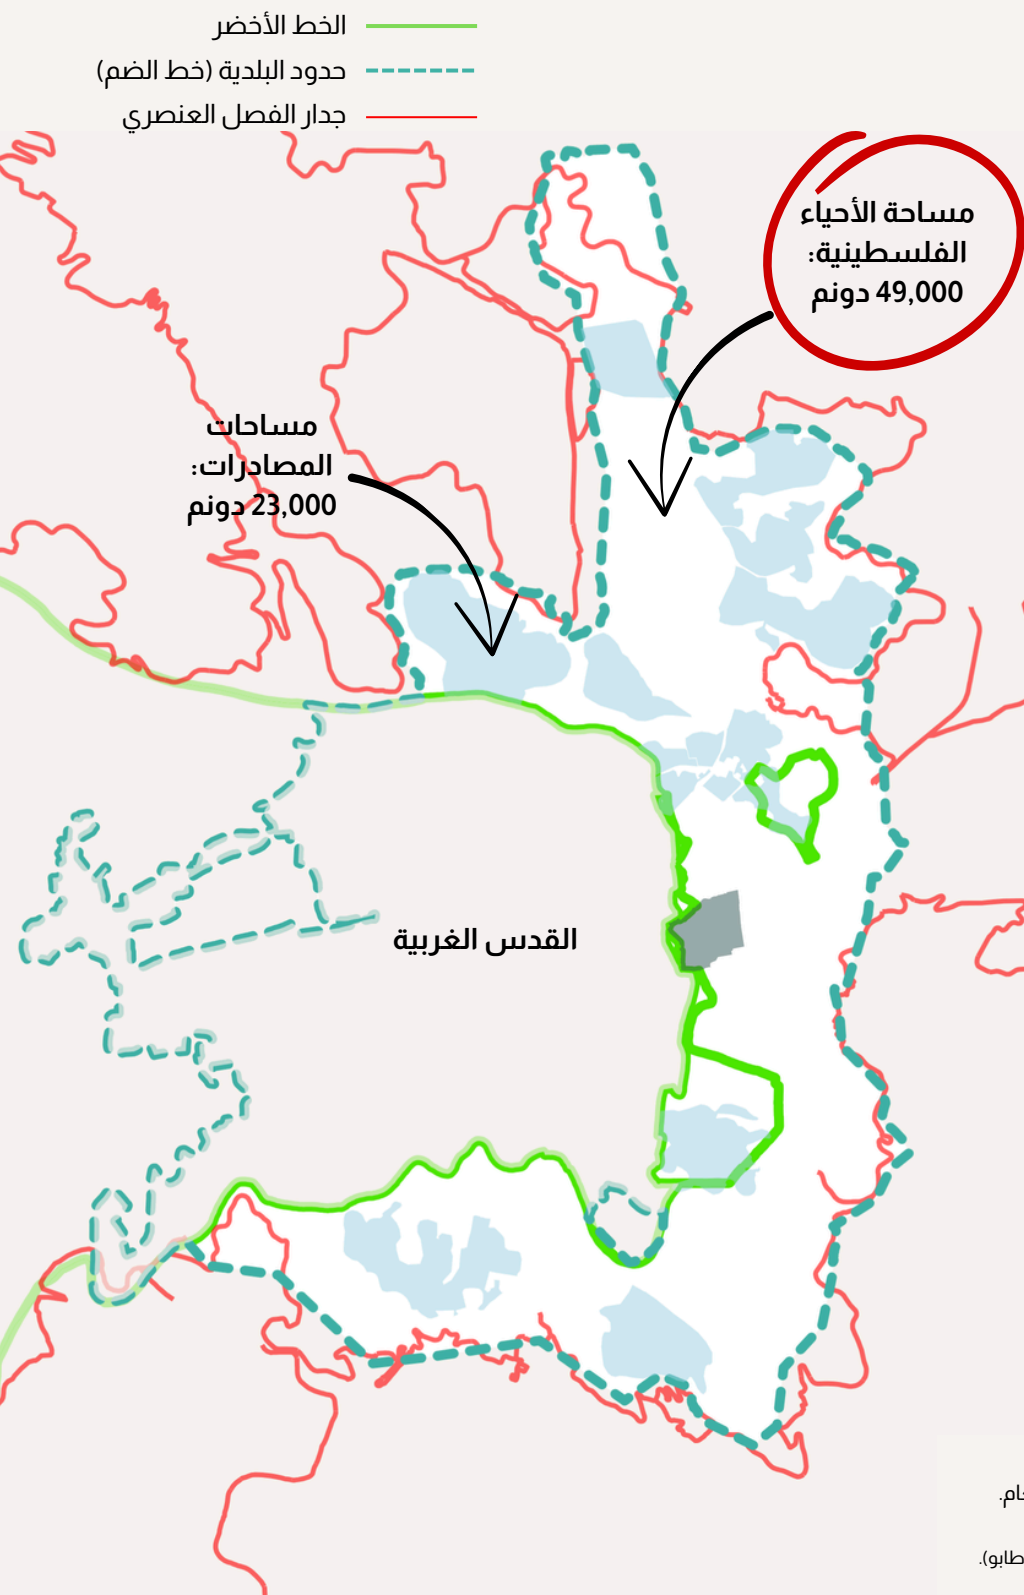 الخط الأخضر
حدود البلدية (خط الضم)
جدار الفصل العنصري
مساحة الأحياء
الفلسطينية:
49,000 دونم
مساحات
المصادرات:
23,000 دونم
القدس الغربية
طابو).